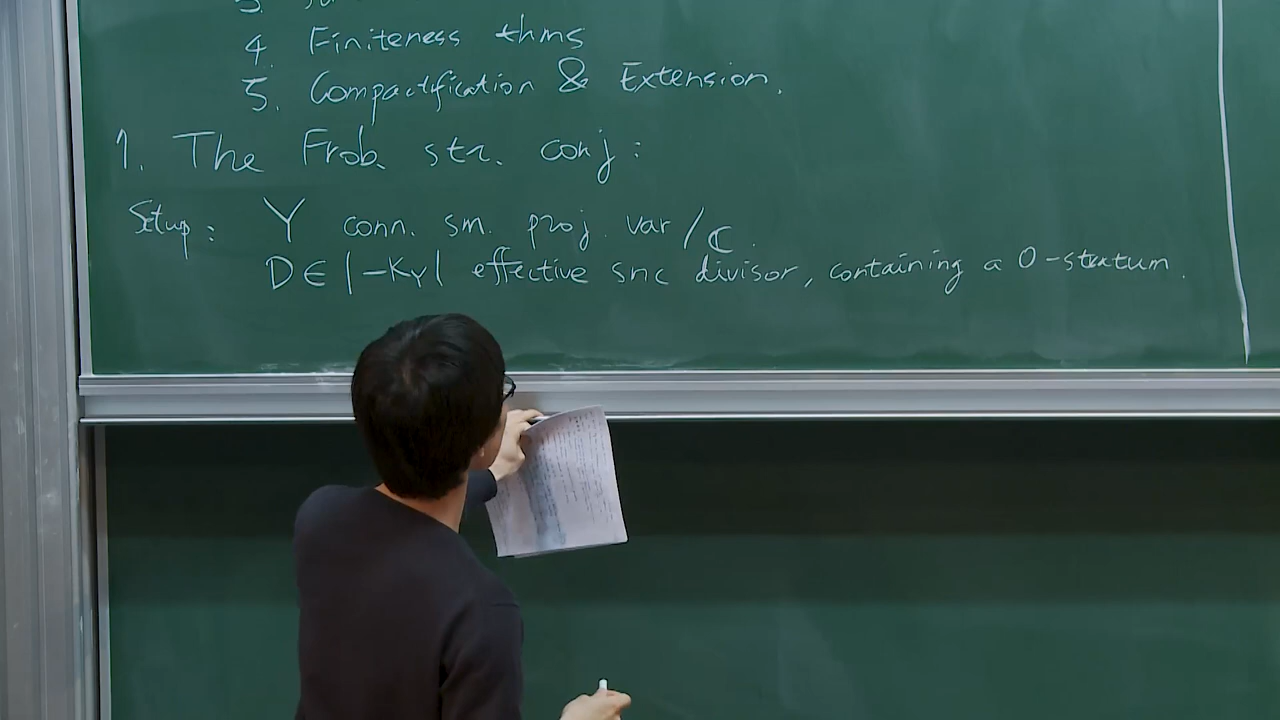 3.
4. Finiteness thms
5. Compactification & Extension.
1. The Frob. str. conj:
Setup: Y conn. sm. proj. var/ℂ.
D ∈ |-K_Y| effective snc divisor, containing a 0-stratum.